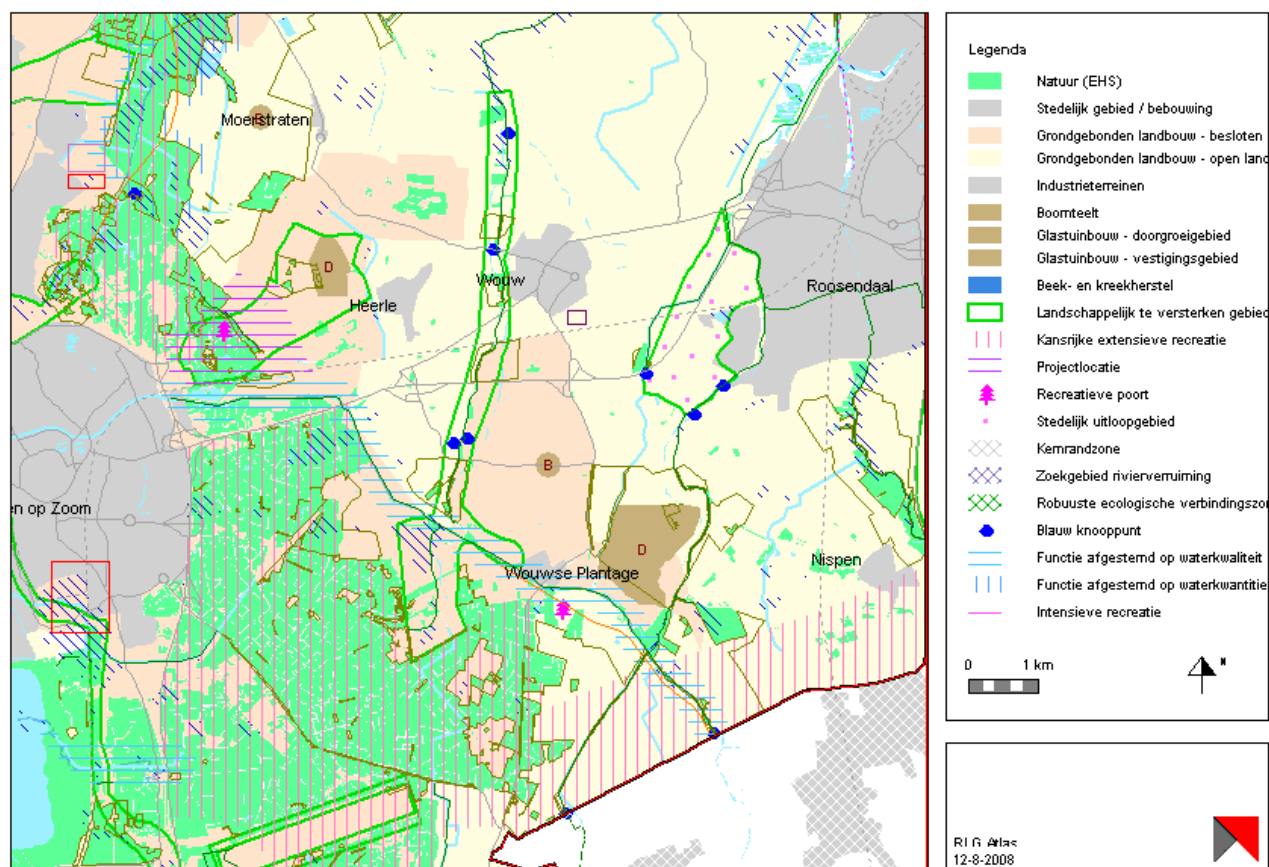 Moerstraten
B
D
Heerle
Wouw
Roosendaal
en op Zoom
B
D
Wouwse Plantage
Nispen
Legenda
Natuur (EHS)
Stedelijk gebied / bebouwing
Grondgebonden landbouw - besloten
Grondgebonden landbouw - open land
Industrieterreinen
Boomteelt
Glastuinbouw - doorgroeigebied
Glastuinbouw - vestigingsgebied
Beek- en kreekherstel
Landschappelijk te versterken gebied
Kansrijke extensieve recreatie
Projectlocatie
Recreatieve poort
Stedelijk uitloopgebied
Kernrandzone
Zoekgebied rivierverruiming
Robuuste ecologische verbindingszon
Blauw knooppunt
Functie afgestemd op waterkwaliteit
Functie afgestemd op waterkwantitei
Intensieve recreatie
0 1 km
N
RLG Atlas
12-8-2008